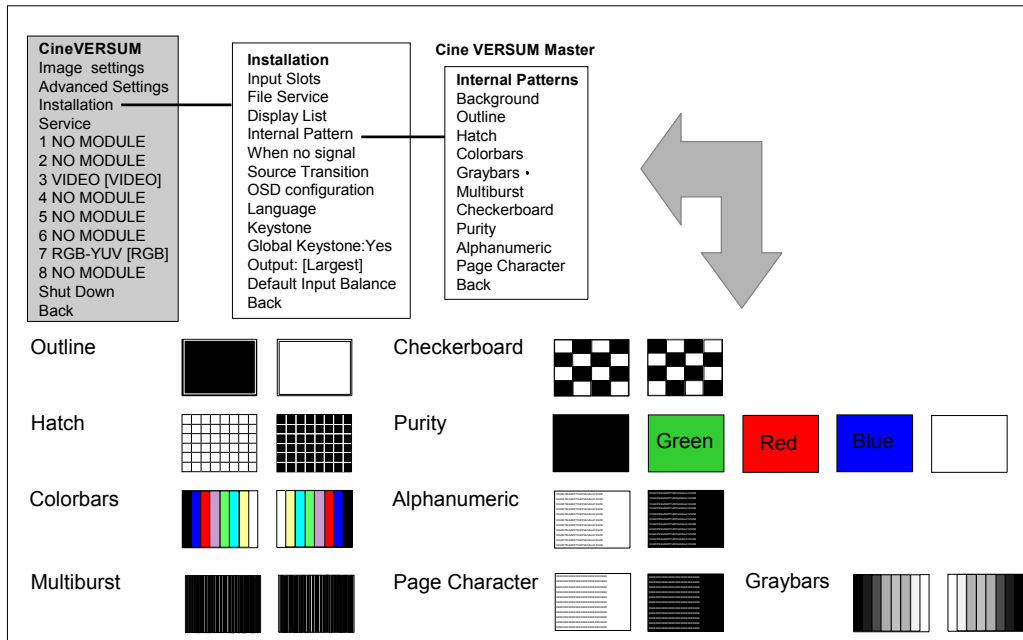 CineVERSUM
Image settings
Advanced Settings
Installation
Service
1 NO MODULE
2 NO MODULE
3 VIDEO [VIDEO]
4 NO MODULE
5 NO MODULE
6 NO MODULE
7 RGB-YUV [RGB]
8 NO MODULE
Shut Down
Back
Installation
Input Slots
File Service
Display List
Internal Pattern
When no signal
Source Transition
OSD configuration
Language
Keystone
Global Keystone:Yes
Output: [Largest]
Default Input Balance
Back
Cine VERSUM Master
Internal Patterns
Background
Outline
Hatch
Colorbars
Graybars •
Multiburst
Checkerboard
Purity
Alphanumeric
Page Character
Back
Outline
Checkerboard
Hatch
Purity
Green
Red
Blue
Colorbars
Alphanumeric
Multiburst
Page Character
Graybars